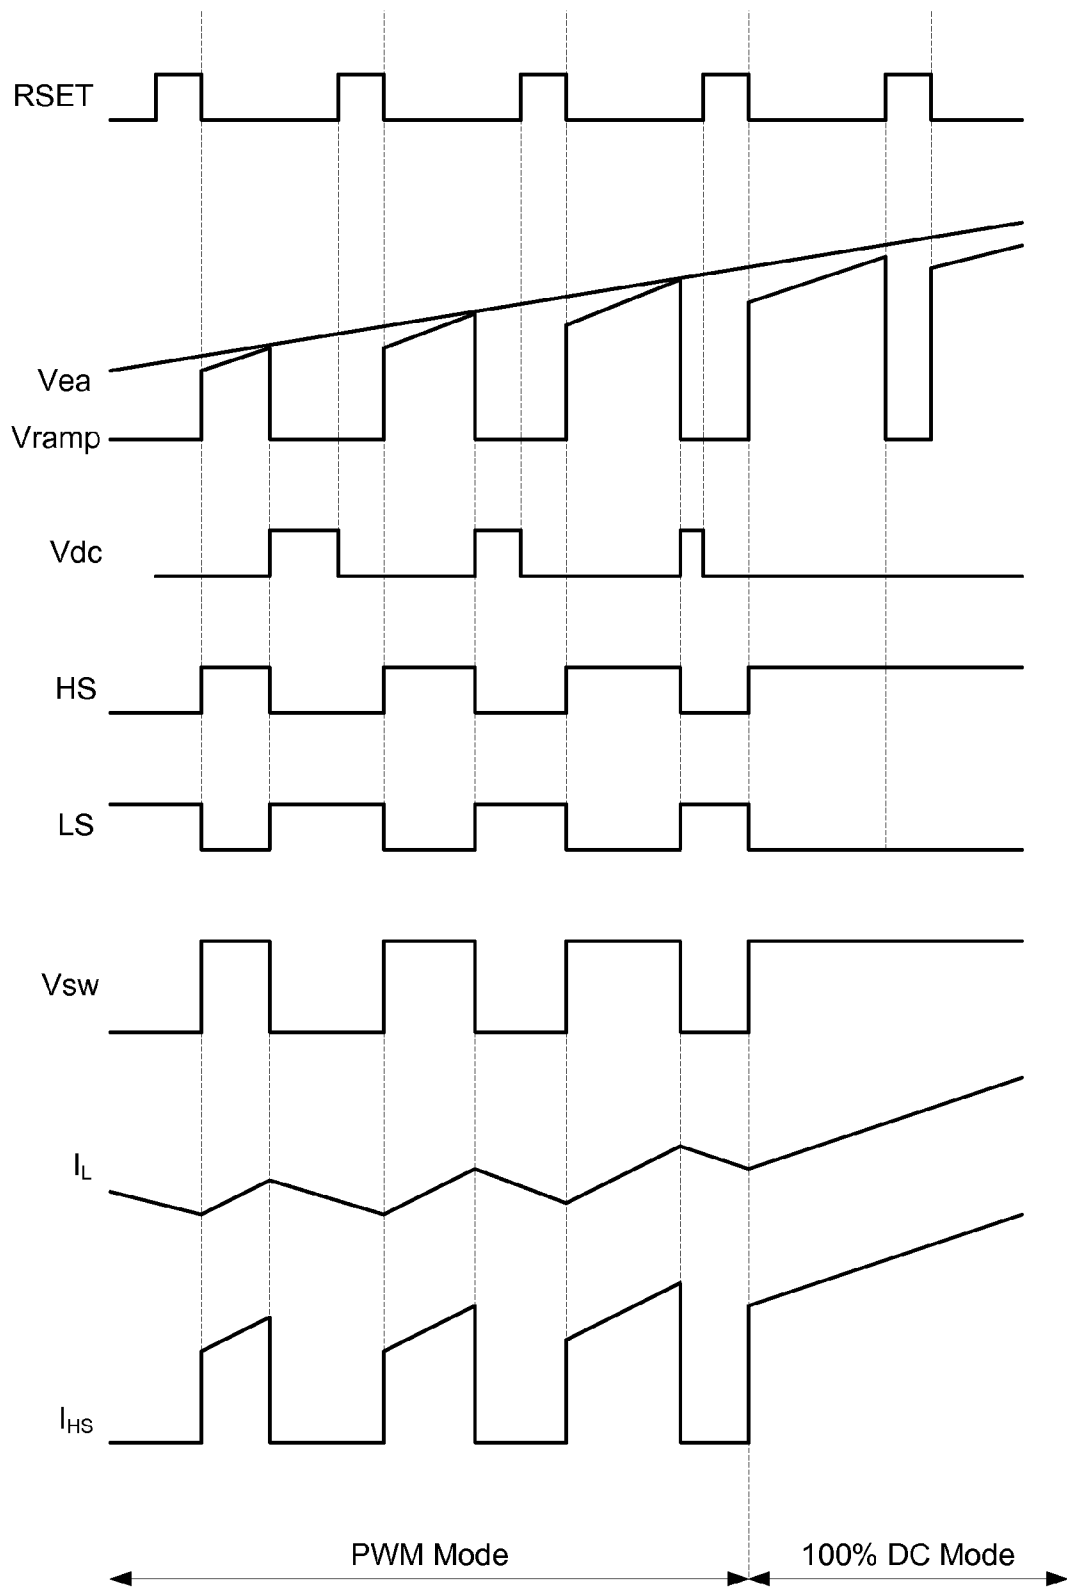 RSET
Vea
Vramp
Vdc
HS
LS
Vsw
IL
IHS
PWM Mode
100% DC Mode